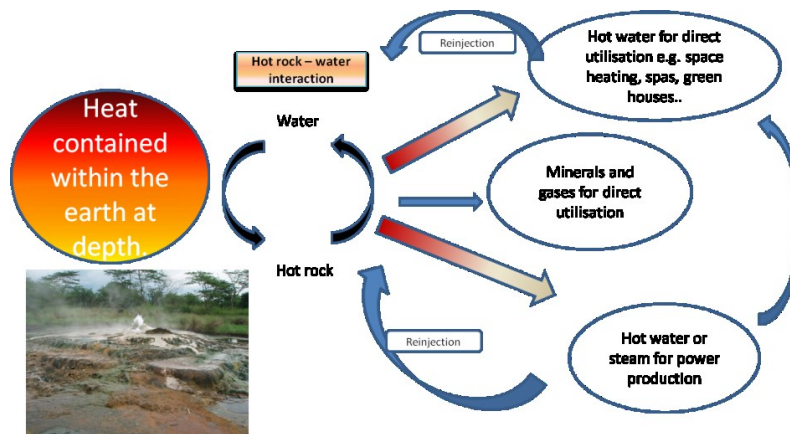 Heat
contained
within the
earth at
depth.
Hot rock – water
interaction
Water
Hot rock
Reinjection
Hot water for direct
utilisation e.g. space
heating, spas, green
houses..
Minerals and
gases for direct
utilisation
Reinjection
Hot water or
steam for power
production